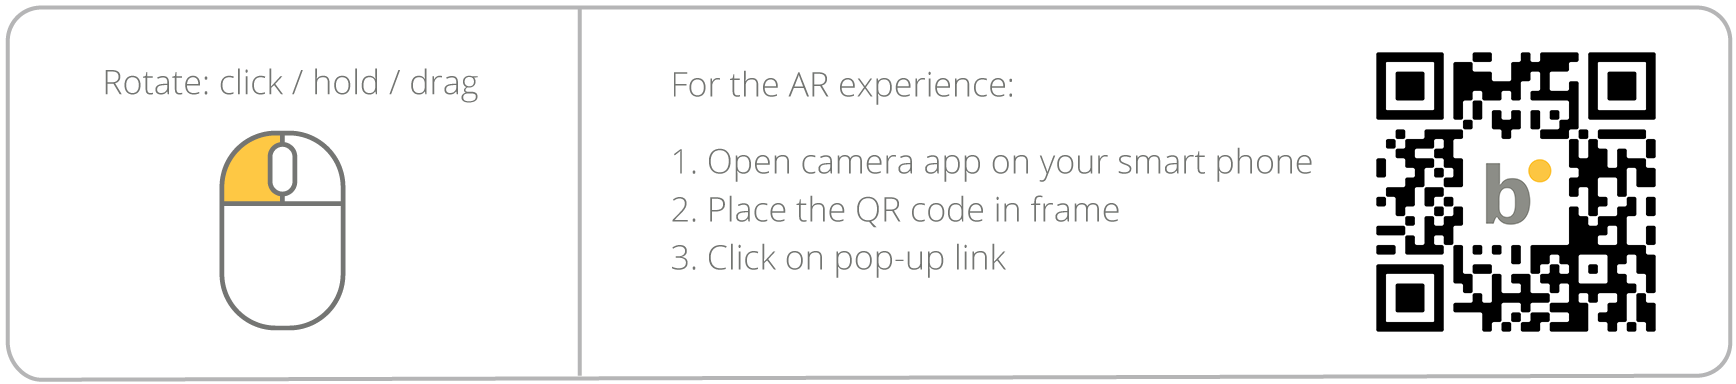 Rotate: click / hold / drag
For the AR experience:
1. Open camera app on your smart phone
2. Place the QR code in frame
3. Click on pop-up link
b